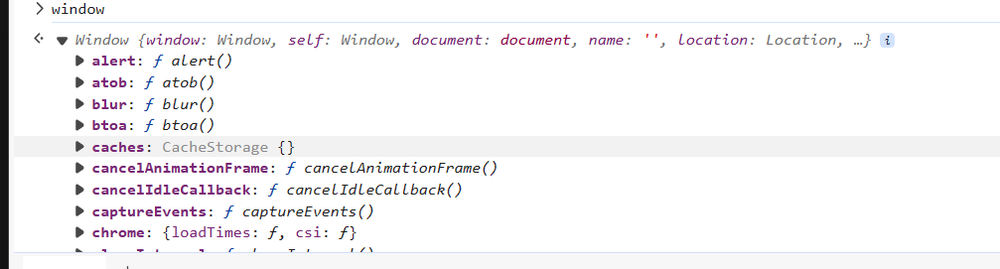 window
Window {window: Window, self: Window, document: document, name: '', location: Location, …}
alert: ƒ alert()
atob: ƒ atob()
blur: ƒ blur()
btoa: ƒ btoa()
caches: CacheStorage {}
cancelAnimationFrame: ƒ cancelAnimationFrame()
cancelIdleCallback: ƒ cancelIdleCallback()
captureEvents: ƒ captureEvents()
chrome: {loadTimes: ƒ, csi: ƒ}